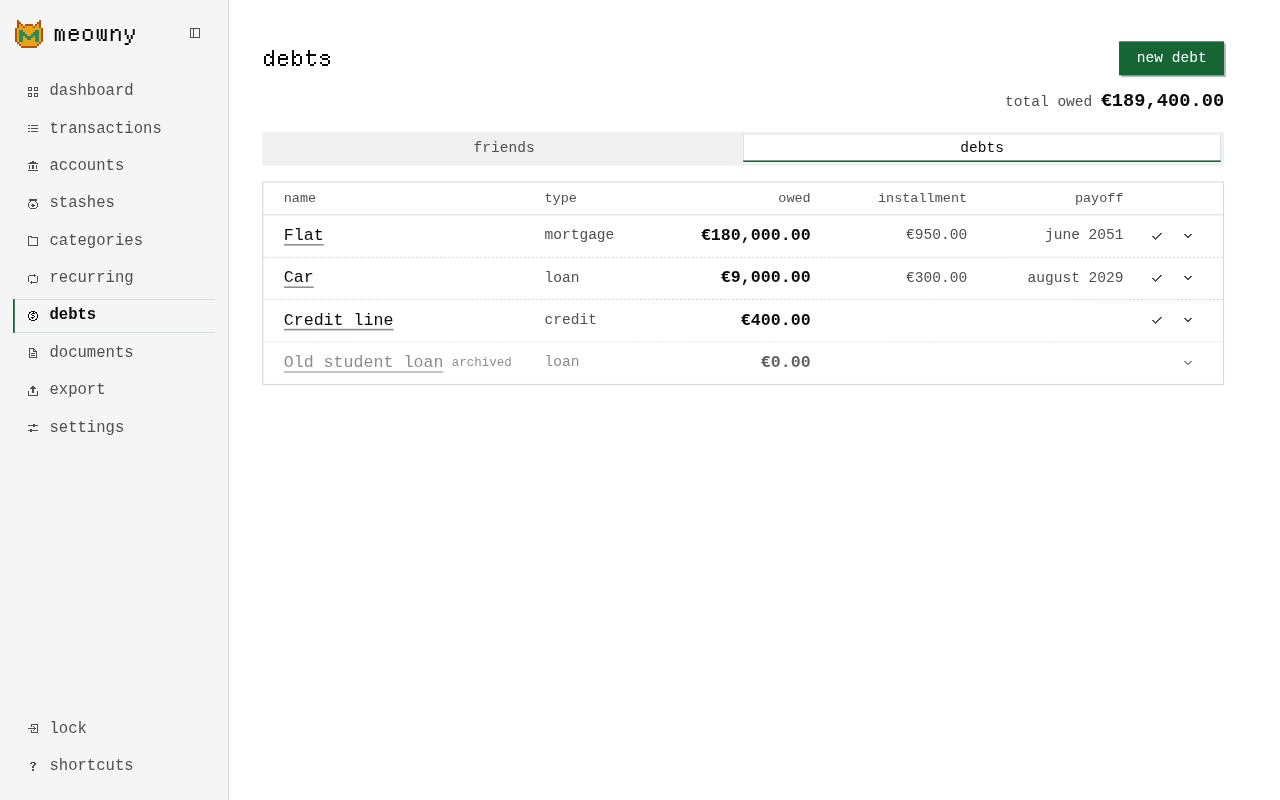 meowny
dashboard
transactions
accounts
stashes
categories
recurring
debts
documents
export
settings
lock
? shortcuts
debts
new debt
total owed €189,400.00
friends debts
name type owed installment payoff
Flat mortgage €180,000.00 €950.00 june 2051
Car loan €9,000.00 €300.00 august 2029
Credit line credit €400.00
Old student loan archived loan €0.00